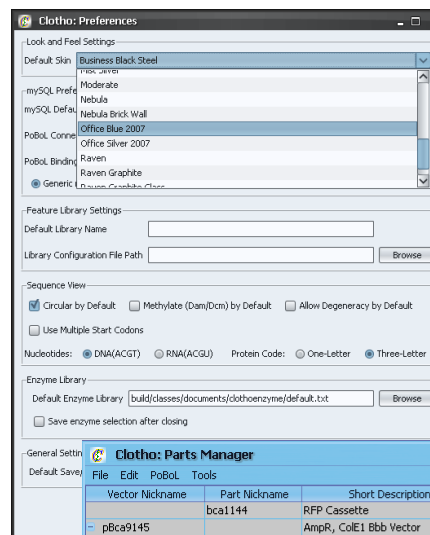 Clotho: Preferences
Look and Feel Settings
Default Skin Business Black Steel
Mist Silver
Moderate
mySQL Prefe
Nebula
mySQL Defau
Nebula Brick Wall
Office Blue 2007
PoBoL Conne
Office Silver 2007
Raven
PoBoL Binding
Raven Graphite
Generic
Raven Graphite Glass
Feature Library Settings
Default Library Name
Library Configuration File Path Browse
Sequence View
Circular by Default Methylate (Dam/Dcm) by Default Allow Degeneracy by Default
Use Multiple Start Codons
Nucleotides: DNA(ACGT) RNA(ACGU) Protein Code: One-Letter Three-Letter
Enzyme Library
Default Enzyme Library build/classes/documents/clothoenzyme/default.txt Browse
Save enzyme selection after closing
General Settin
Default Save/
Clotho: Parts Manager
File Edit PoBoL Tools
Vector Nickname Part Nickname Short Description
bca1144 RFP Cassette
pBca9145 AmpR, ColE1 Bbb Vector